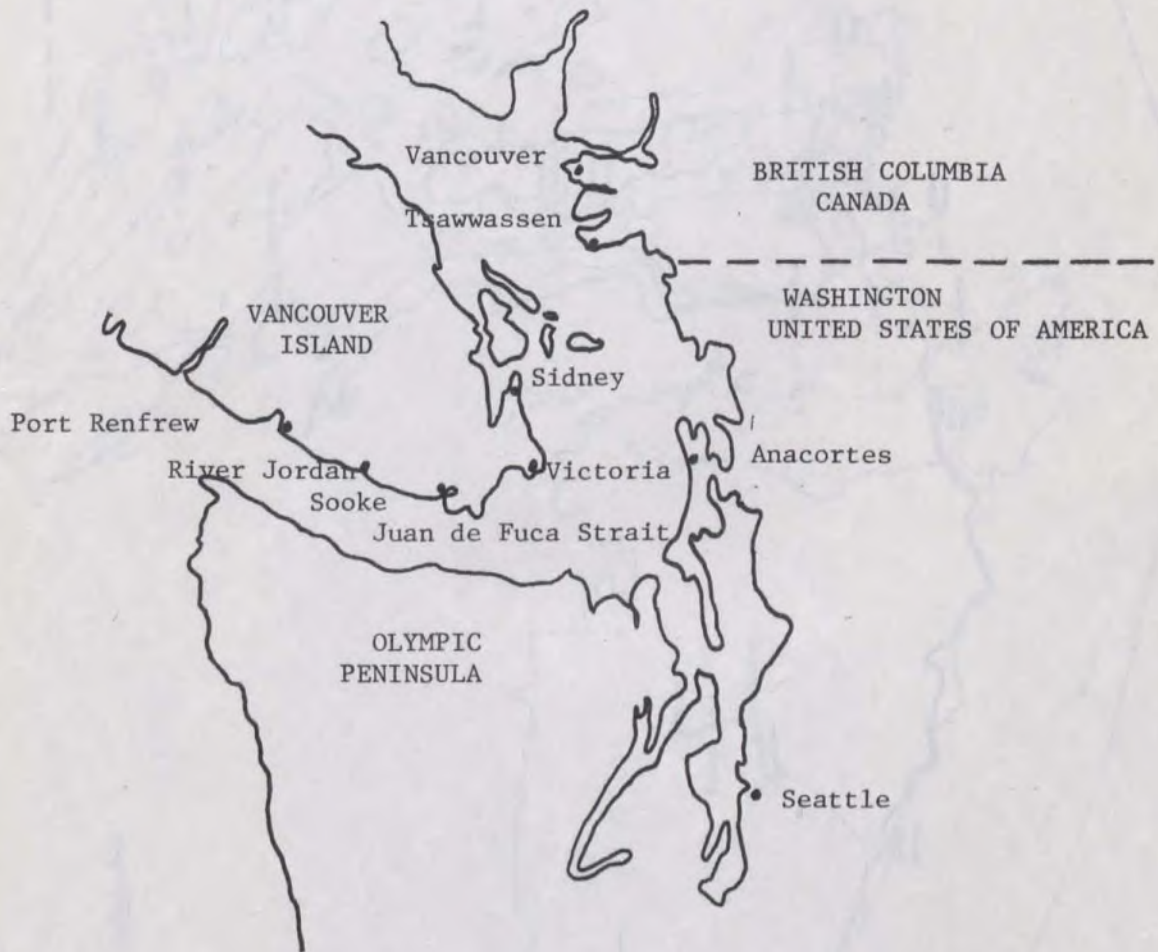 Vancouver
BRITISH COLUMBIA
CANADA
Tsawwassen
WASHINGTON
UNITED STATES OF AMERICA
VANCOUVER
ISLAND
Sidney
Port Renfrew
River Jordan
Sooke
Victoria
Anacortes
Juan de Fuca Strait
OLYMPIC
PENINSULA
Seattle